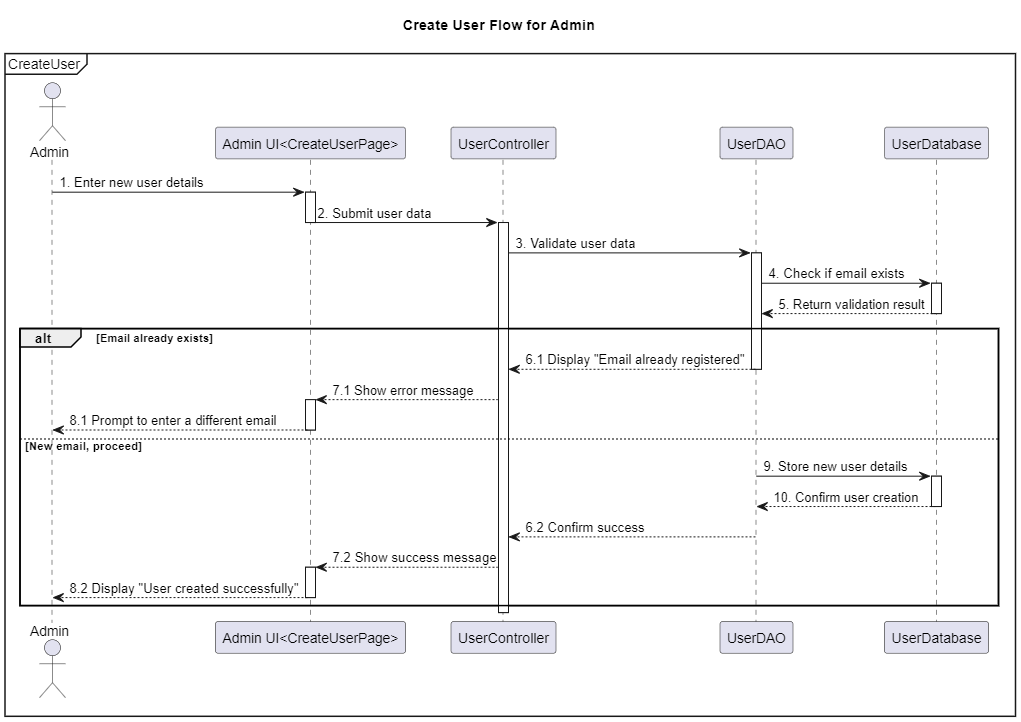 Create User Flow for Admin
CreateUser
Admin
Admin UI<CreateUserPage>
UserController
UserDAO
UserDatabase
1. Enter new user details
2. Submit user data
3. Validate user data
4. Check if email exists
5. Return validation result
alt
[Email already exists]
6.1 Display "Email already registered"
7.1 Show error message
8.1 Prompt to enter a different email
[New email, proceed]
9. Store new user details
10. Confirm user creation
6.2 Confirm success
7.2 Show success message
8.2 Display "User created successfully"
Admin
Admin UI<CreateUserPage>
UserController
UserDAO
UserDatabase